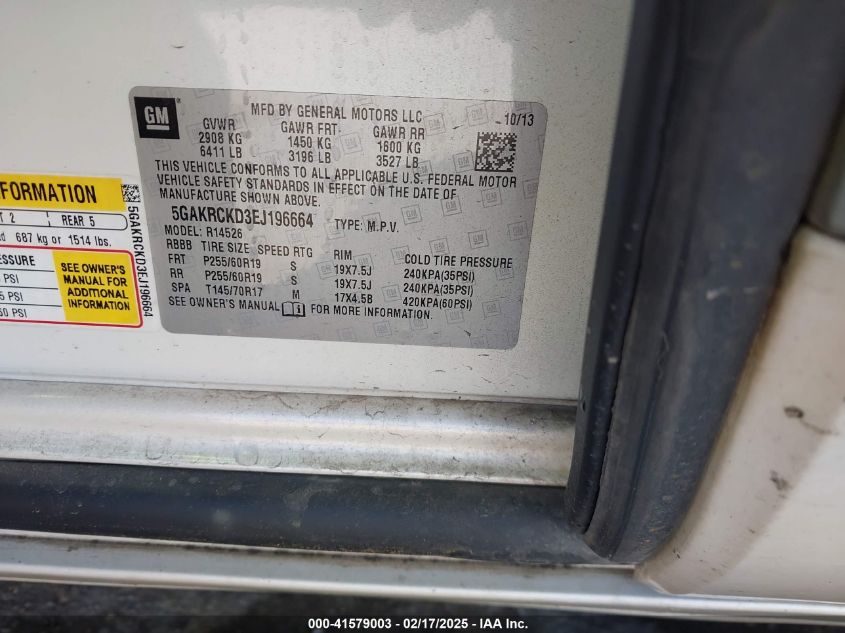 GM
MFD BY GENERAL MOTORS LLC
10/13
GVWR GAWR FRT GAWR RR
2908 KG 1450 KG 1600 KG
6411 LB 3196 LB 3527 LB
THIS VEHICLE CONFORMS TO ALL APPLICABLE U.S. FEDERAL MOTOR
VEHICLE SAFETY STANDARDS IN EFFECT ON THE DATE OF
MANUFACTURE SHOWN ABOVE.
5GAKRCKD3EJ196664 TYPE: M.P.V.
MODEL: R14526
RBBB TIRE SIZE SPEED RTG RIM COLD TIRE PRESSURE
FRT P255/60R19 S 19X7.5J 240KPA(35PSI)
RR P255/60R19 S 19X7.5J 240KPA(35PSI)
SPA T145/70R17 M 17X4.5B 420KPA(60PSI)
SEE OWNER'S MANUAL FOR MORE INFORMATION.
FORMATION
T 2 REAR 5
687 kg or 1514 lbs.
ESSURE
PSI
5 PSI
0 PSI
SEE OWNER'S
MANUAL FOR
ADDITIONAL
INFORMATION
5GAKRCKD3EJ196664
000-41579003 - 02/17/2025 - IAA Inc.